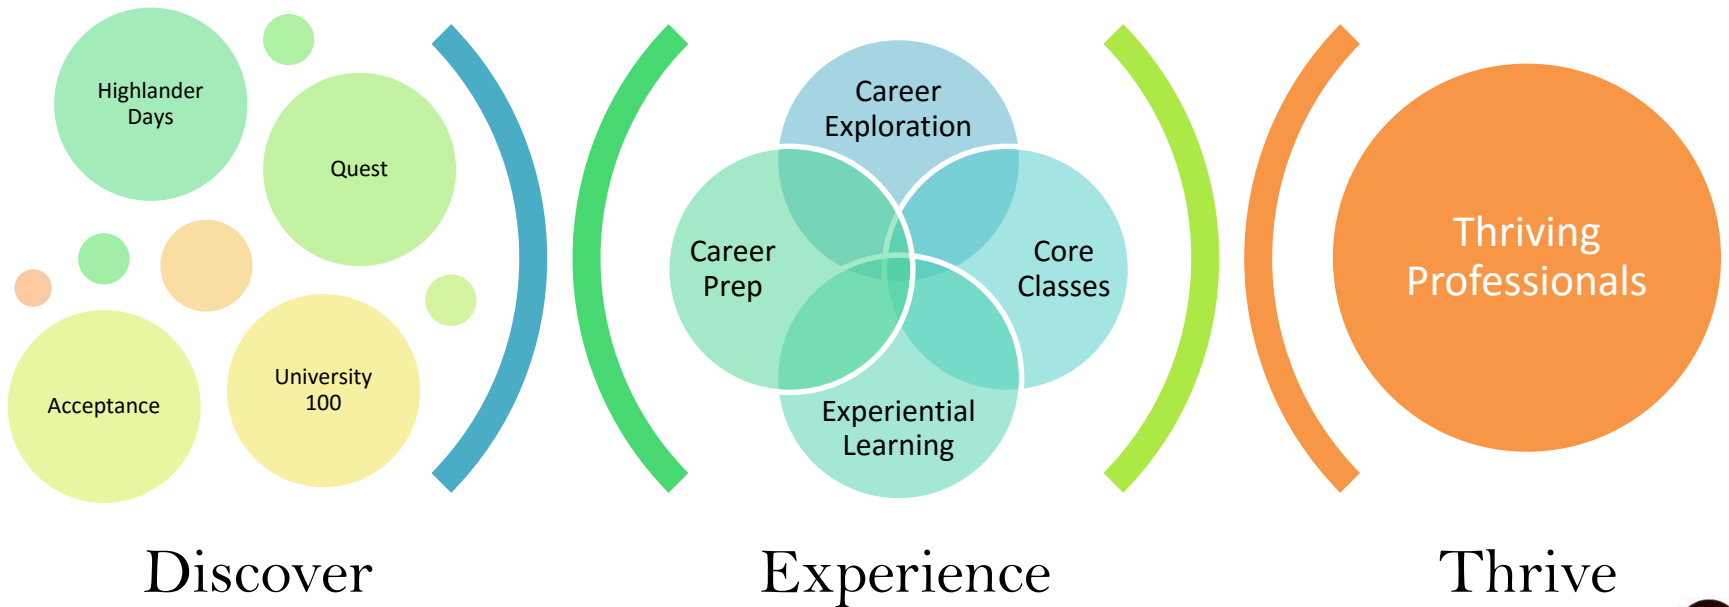 Highlander
Days
Quest
Acceptance
University
100
Career
Exploration
Career
Prep
Core
Classes
Experiential
Learning
Thriving
Professionals
Discover
Experience
Thrive